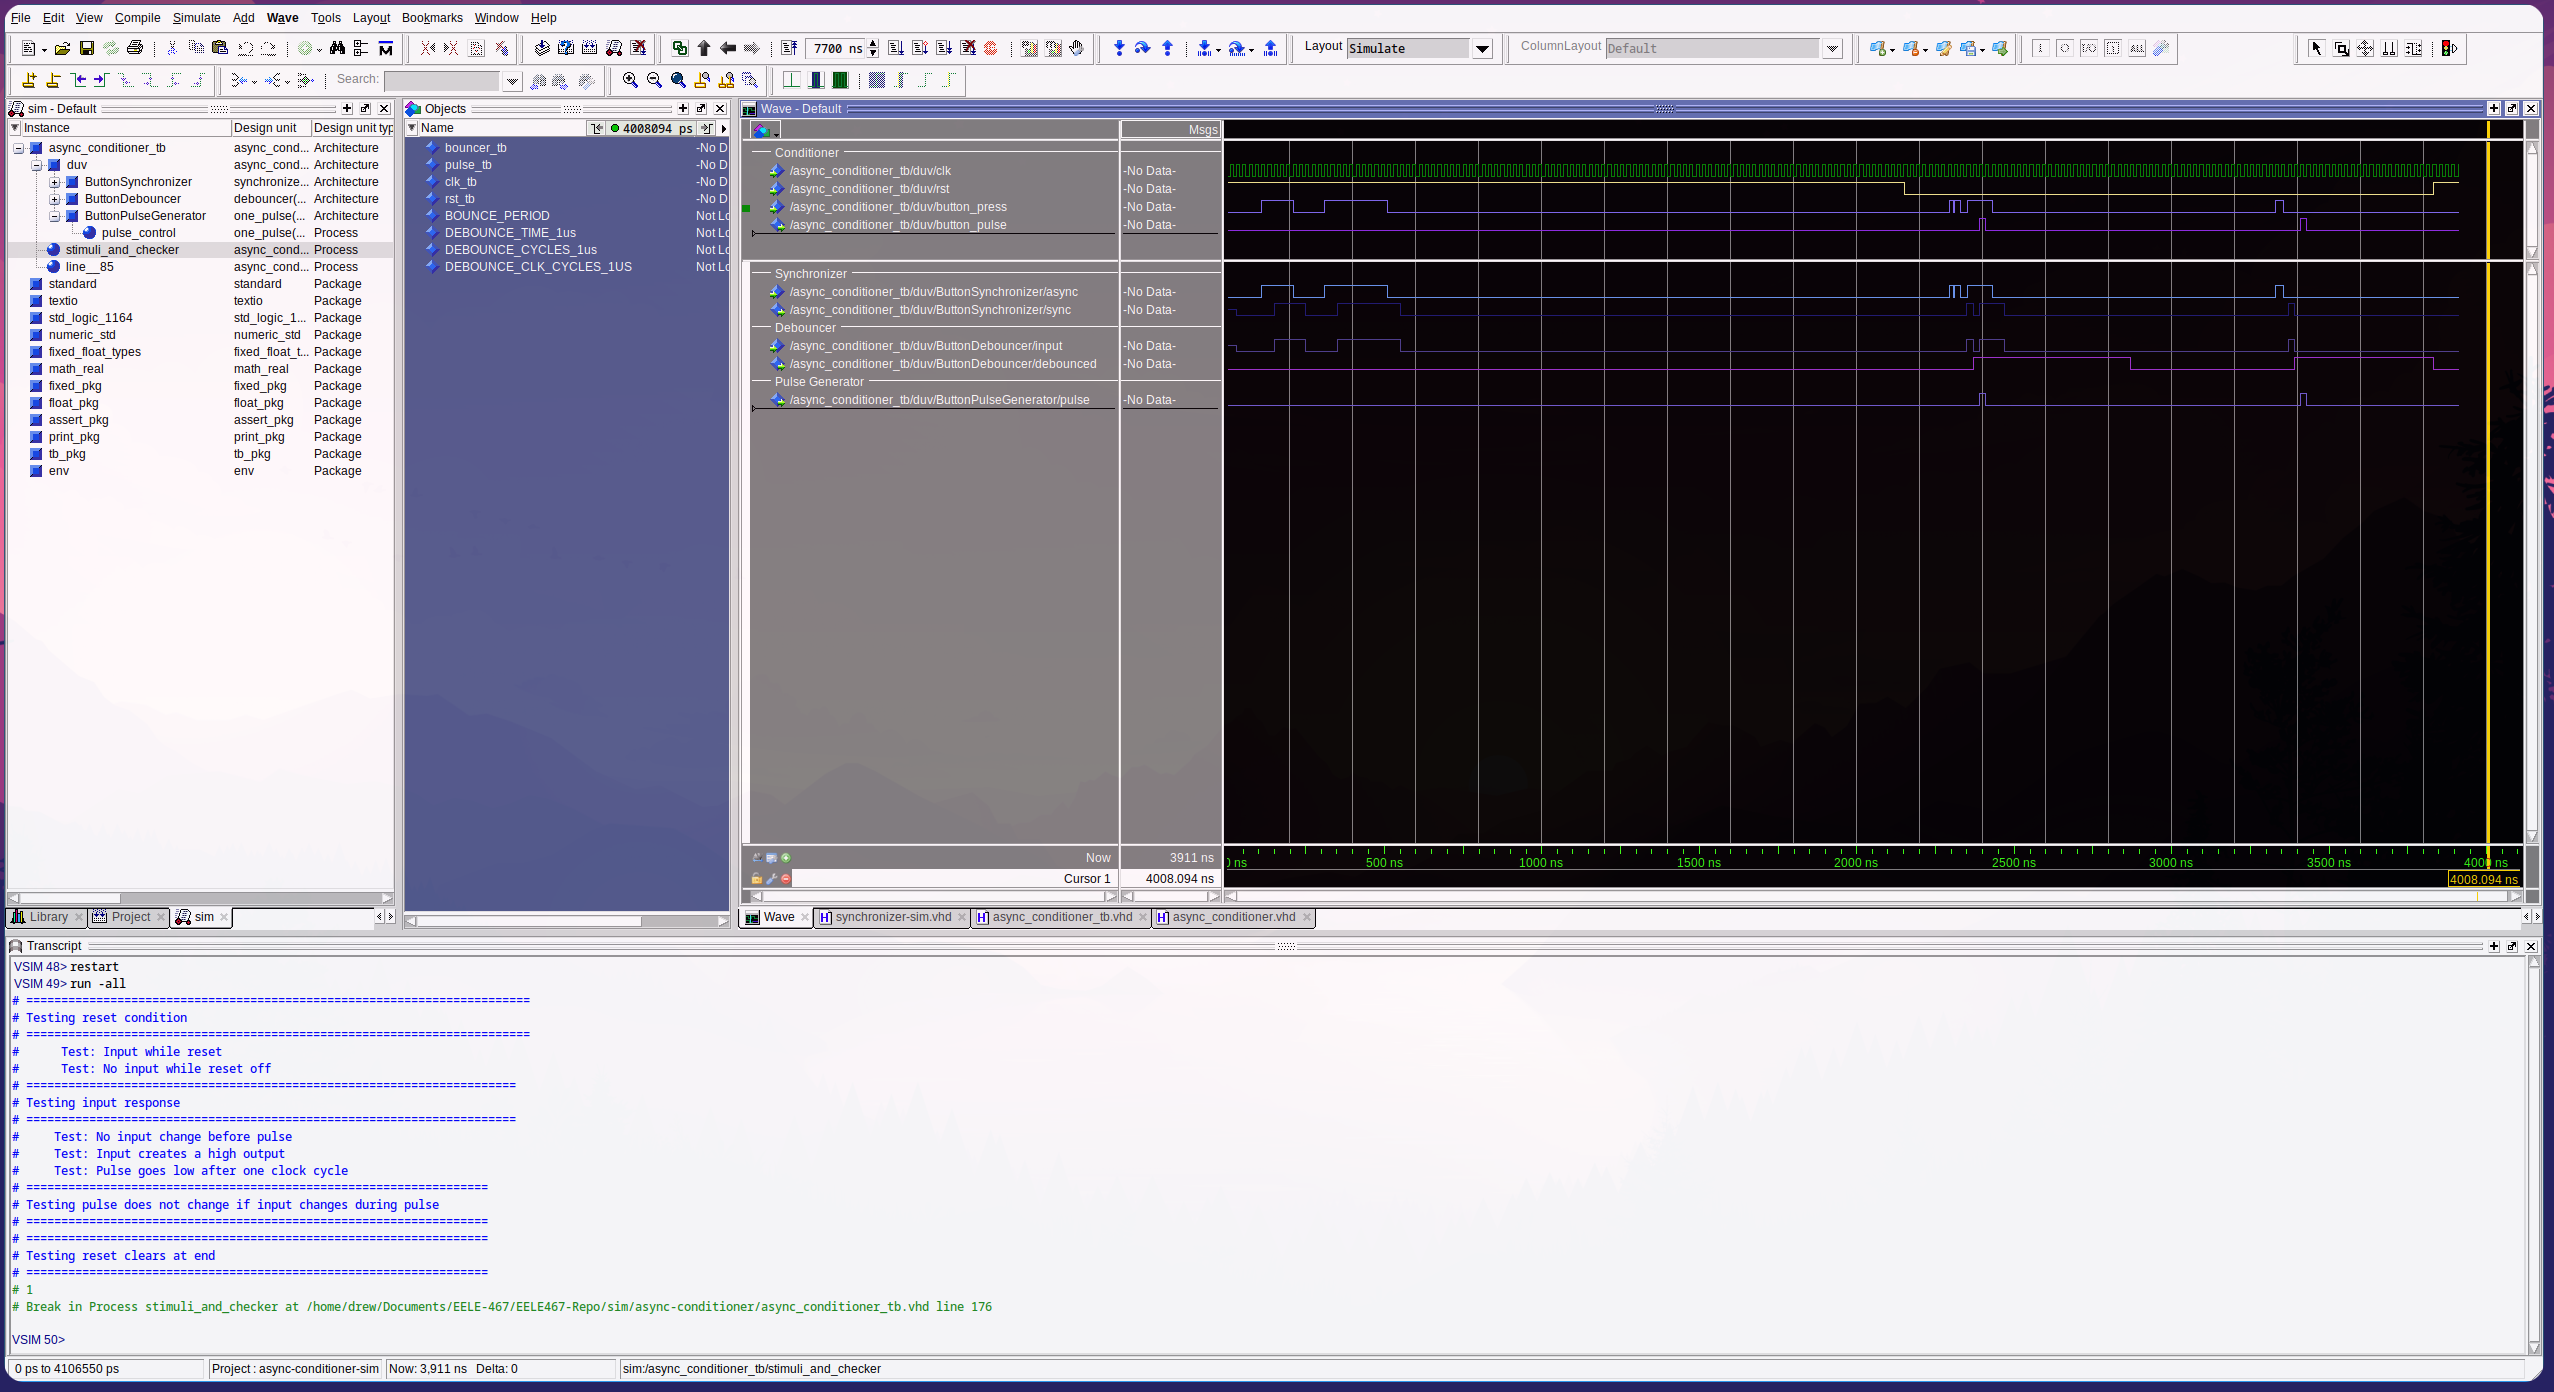 File Edit View Compile Simulate Add Wave Tools Layout Bookmarks Window Help
7700 ns
Layout Simulate
ColumnLayout Default
Search:
sim - Default
Instance Design unit Design unit typ
async_conditioner_tb async_cond... Architecture
duv async_cond... Architecture
ButtonSynchronizer synchronize... Architecture
ButtonDebouncer debouncer(... Architecture
ButtonPulseGenerator one_pulse(... Architecture
pulse_control one_pulse(... Process
stimuli_and_checker async_cond... Process
line__85 async_cond... Process
standard standard Package
textio textio Package
std_logic_1164 std_logic_1... Package
numeric_std numeric_std Package
fixed_float_types fixed_float_t... Package
math_real math_real Package
fixed_pkg fixed_pkg Package
float_pkg float_pkg Package
assert_pkg assert_pkg Package
print_pkg print_pkg Package
tb_pkg tb_pkg Package
env env Package
Library Project sim
Objects
Name 4008094 ps
bouncer_tb -No D
pulse_tb -No D
clk_tb -No D
rst_tb -No D
BOUNCE_PERIOD Not Lo
DEBOUNCE_TIME_1us Not Lo
DEBOUNCE_CYCLES_1us Not Lo
DEBOUNCE_CLK_CYCLES_1US Not Lo
Wave - Default
Msgs
Conditioner
/async_conditioner_tb/duv/clk -No Data-
/async_conditioner_tb/duv/rst -No Data-
/async_conditioner_tb/duv/button_press -No Data-
/async_conditioner_tb/duv/button_pulse -No Data-
Synchronizer
/async_conditioner_tb/duv/ButtonSynchronizer/async -No Data-
/async_conditioner_tb/duv/ButtonSynchronizer/sync -No Data-
Debouncer
/async_conditioner_tb/duv/ButtonDebouncer/input -No Data-
/async_conditioner_tb/duv/ButtonDebouncer/debounced -No Data-
Pulse Generator
/async_conditioner_tb/duv/ButtonPulseGenerator/pulse -No Data-
Now 3911 ns
ns 500 ns 1000 ns 1500 ns 2000 ns 2500 ns 3000 ns 3500 ns 4000 ns
Cursor 1 4008.094 ns
4008.094 ns
Wave synchronizer-sim.vhd async_conditioner_tb.vhd async_conditioner.vhd
Transcript
VSIM 48> restart
VSIM 49> run -all
# ========================================================================
# Testing reset condition
# ========================================================================
# Test: Input while reset
# Test: No input while reset off
# ======================================================================
# Testing input response
# ======================================================================
# Test: No input change before pulse
# Test: Input creates a high output
# Test: Pulse goes low after one clock cycle
# ==================================================================
# Testing pulse does not change if input changes during pulse
# ==================================================================
# ==================================================================
# Testing reset clears at end
# ==================================================================
# 1
# Break in Process stimuli_and_checker at /home/drew/Documents/EELE-467/EELE467-Repo/sim/async-conditioner/async_conditioner_tb.vhd line 176
VSIM 50>
0 ps to 4106550 ps Project : async-conditioner-sim Now: 3,911 ns Delta: 0 sim:/async_conditioner_tb/stimuli_and_checker